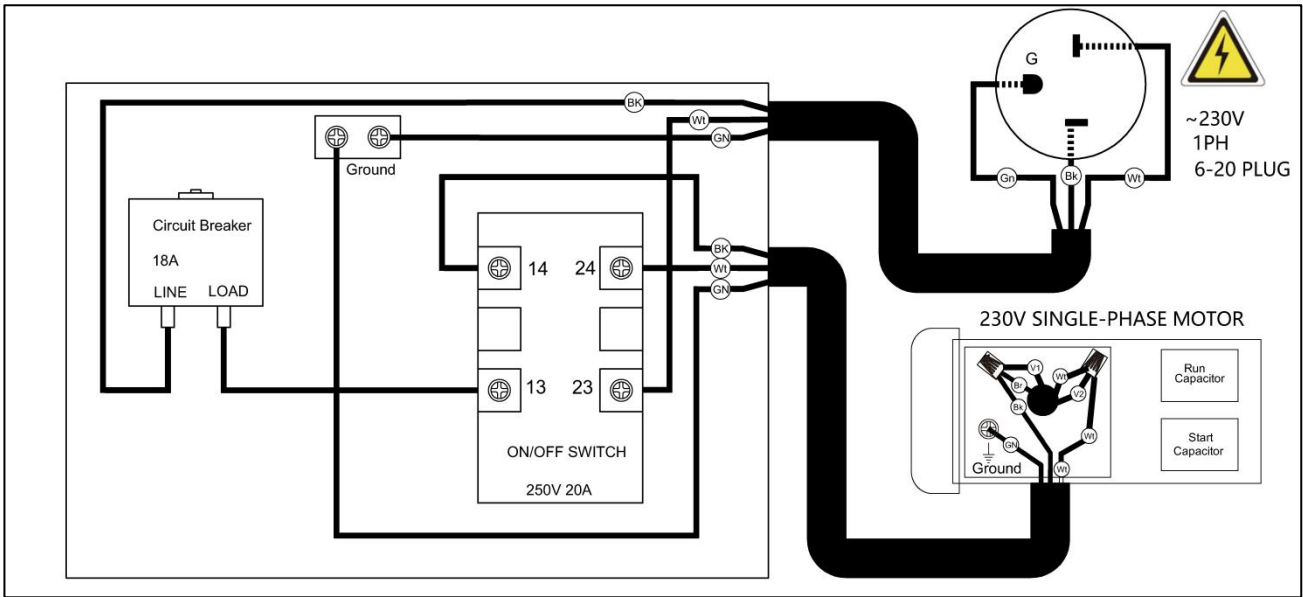 G
~230V
1PH
6-20 PLUG
BK
Wt
GN
Ground
Gn
Bk
Wt
Circuit Breaker
18A
LINE LOAD
BK
14 24
Wt
GN
13 23
ON/OFF SWITCH
250V 20A
230V SINGLE-PHASE MOTOR
V1
Wt
Br
V2
Bk
Run
Capacitor
GN
Wt
Start
Capacitor
Ground
Wt